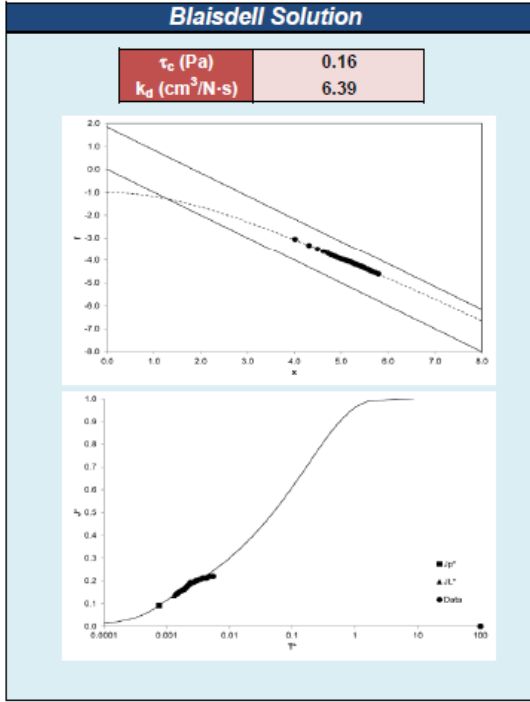 Blaisdell Solution
τc (Pa) 0.16
kd (cm³/N·s) 6.39
2.0
1.0
0.0
-1.0
-2.0
-3.0
-4.0
-5.0
-6.0
-7.0
-8.0
f
0.0 1.0 2.0 3.0 4.0 5.0 6.0 7.0 8.0
x
1.0
0.9
0.8
0.7
0.6
0.5
0.4
0.3
0.2
0.1
0.0
J*
Jp*
JL*
Data
0.0001 0.001 0.01 0.1 1 10 100
T*